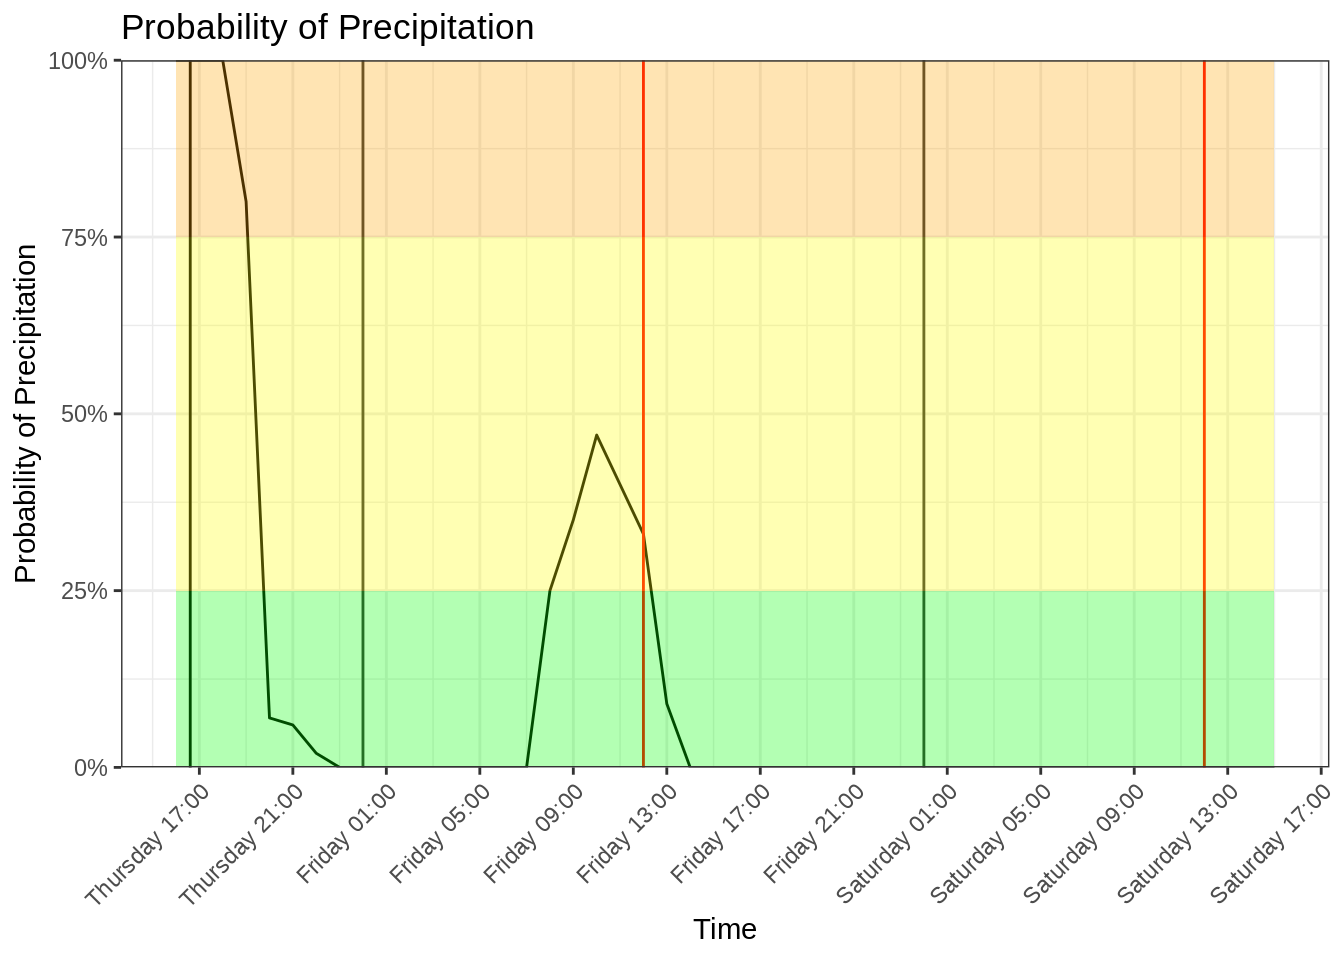 Probability of Precipitation
Probability of Precipitation
100%
75%
50%
25%
0%
Thursday 17:00
Thursday 21:00
Friday 01:00
Friday 05:00
Friday 09:00
Friday 13:00
Friday 17:00
Friday 21:00
Saturday 01:00
Saturday 05:00
Saturday 09:00
Saturday 13:00
Saturday 17:00
Time